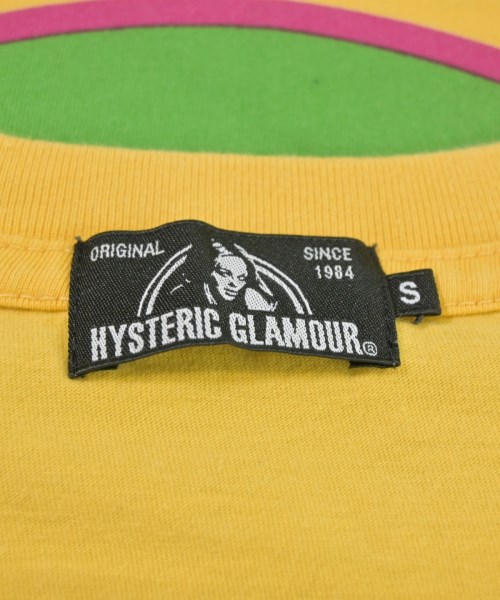 ORIGINAL
SINCE
1984
HYSTERIC GLAMOUR®
S